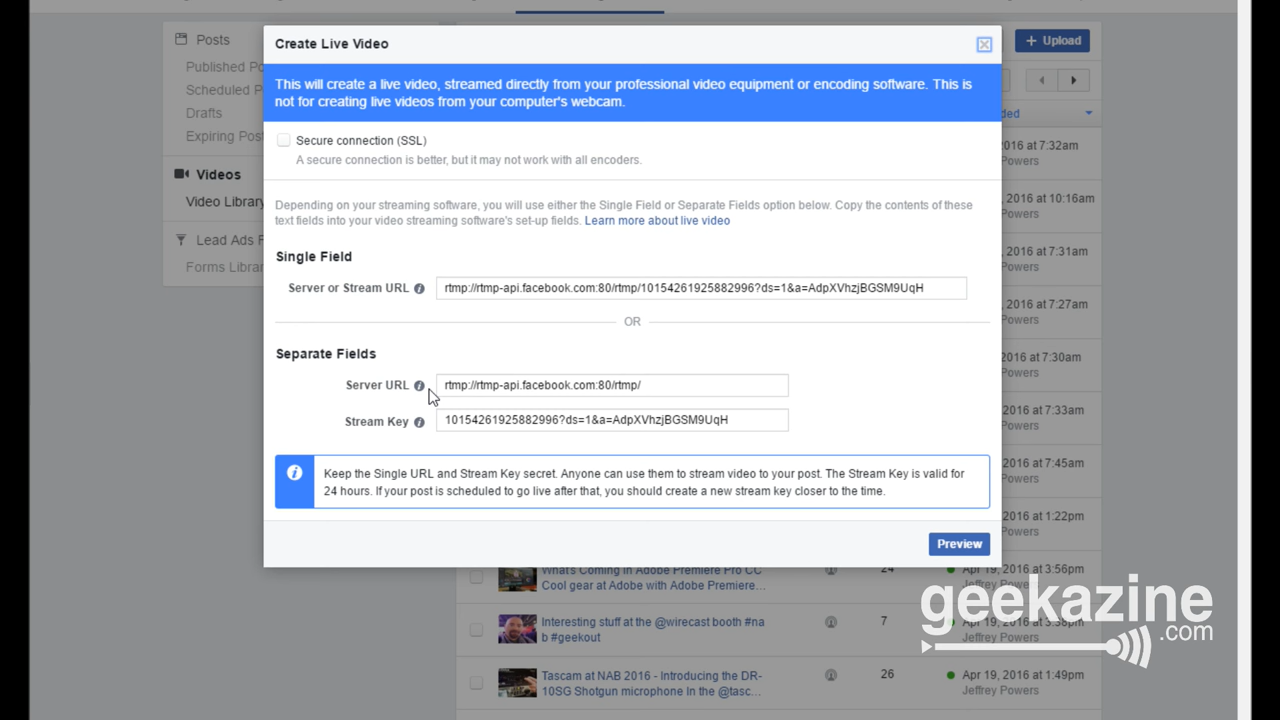 Posts
Published Po
Scheduled P
Drafts
Expiring Post
Videos
Video Library
Lead Ads F
Forms Libra
Create Live Video
+ Upload
This will create a live video, streamed directly from your professional video equipment or encoding software. This is
not for creating live videos from your computer's webcam.
Secure connection (SSL)
A secure connection is better, but it may not work with all encoders.
Depending on your streaming software, you will use either the Single Field or Separate Fields option below. Copy the contents of these
text fields into your video streaming software's set-up fields. Learn more about live video
Single Field
Server or Stream URL
rtmp://rtmp-api.facebook.com:80/rtmp/10154261925882996?ds=1&a=AdpXVhzjBGSM9UqH
OR
Separate Fields
Server URL
rtmp://rtmp-api.facebook.com:80/rtmp/
Stream Key
10154261925882996?ds=1&a=AdpXVhzjBGSM9UqH
Keep the Single URL and Stream Key secret. Anyone can use them to stream video to your post. The Stream Key is valid for
24 hours. If your post is scheduled to go live after that, you should create a new stream key closer to the time.
Preview
ded
2016 at 7:32am
Powers
2016 at 10:16am
Powers
2016 at 7:31am
Powers
2016 at 7:27am
Powers
2016 at 7:30am
Powers
2016 at 7:33am
Powers
2016 at 7:45am
Powers
2016 at 1:22pm
Powers
What's Coming in Adobe Premiere Pro CC
Cool gear at Adobe with Adobe Premiere...
24
Apr 19, 2016 at 3:56pm
Jeffrey Powers
Interesting stuff at the @wirecast booth #na
b #geekout
7
Apr 19, 2016 at 3:38pm
Jeffrey Powers
Tascam at NAB 2016 - Introducing the DR-
10SG Shotgun microphone In the @tasc...
26
Apr 19, 2016 at 1:49pm
Jeffrey Powers
geekazine
.com